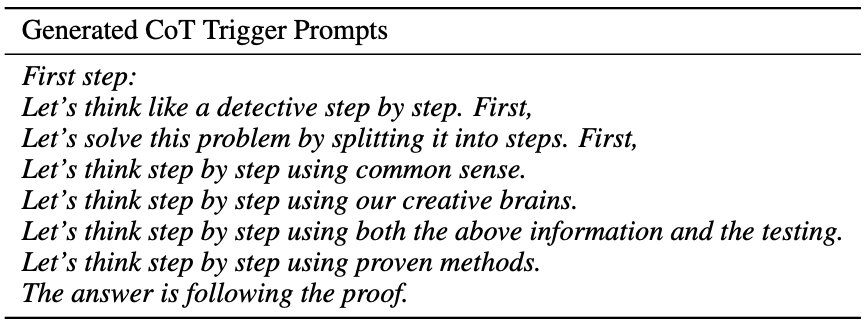 Generated CoT Trigger Prompts
First step:
Let's think like a detective step by step. First,
Let's solve this problem by splitting it into steps. First,
Let's think step by step using common sense.
Let's think step by step using our creative brains.
Let's think step by step using both the above information and the testing.
Let's think step by step using proven methods.
The answer is following the proof.